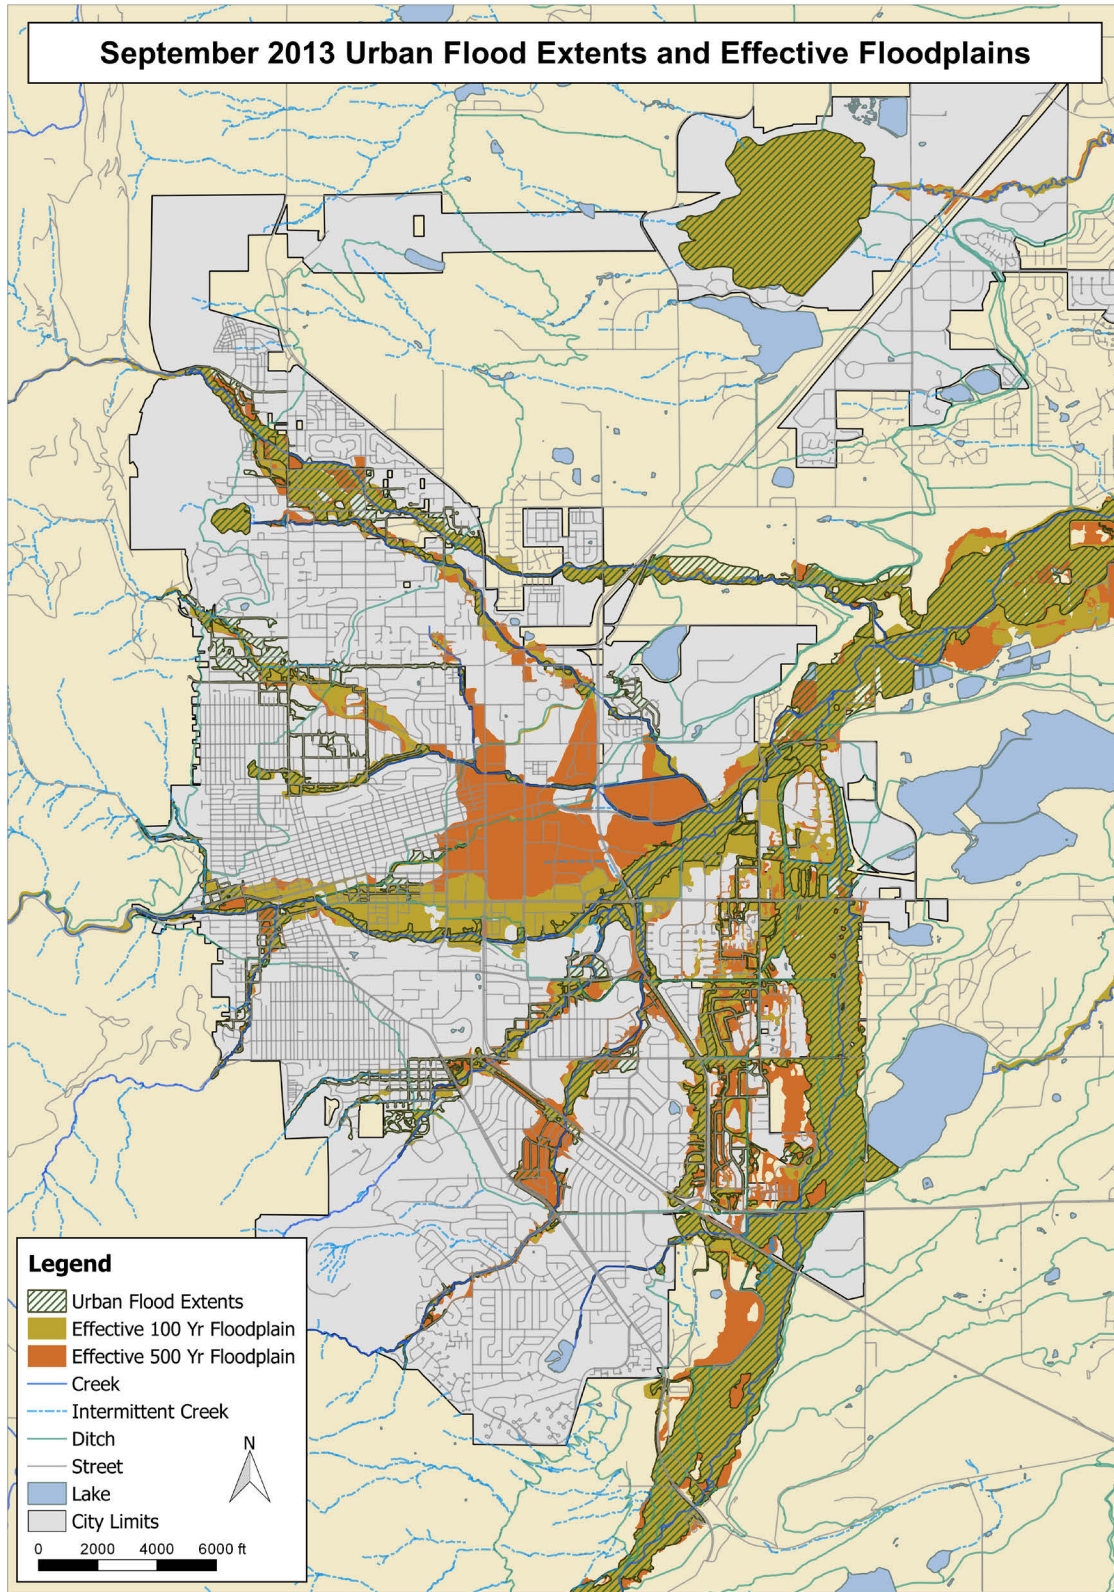 September 2013 Urban Flood Extents and Effective Floodplains
Legend
Urban Flood Extents
Effective 100 Yr Floodplain
Effective 500 Yr Floodplain
Creek
Intermittent Creek
Ditch
Street
Lake
City Limits
N
0 2000 4000 6000 ft